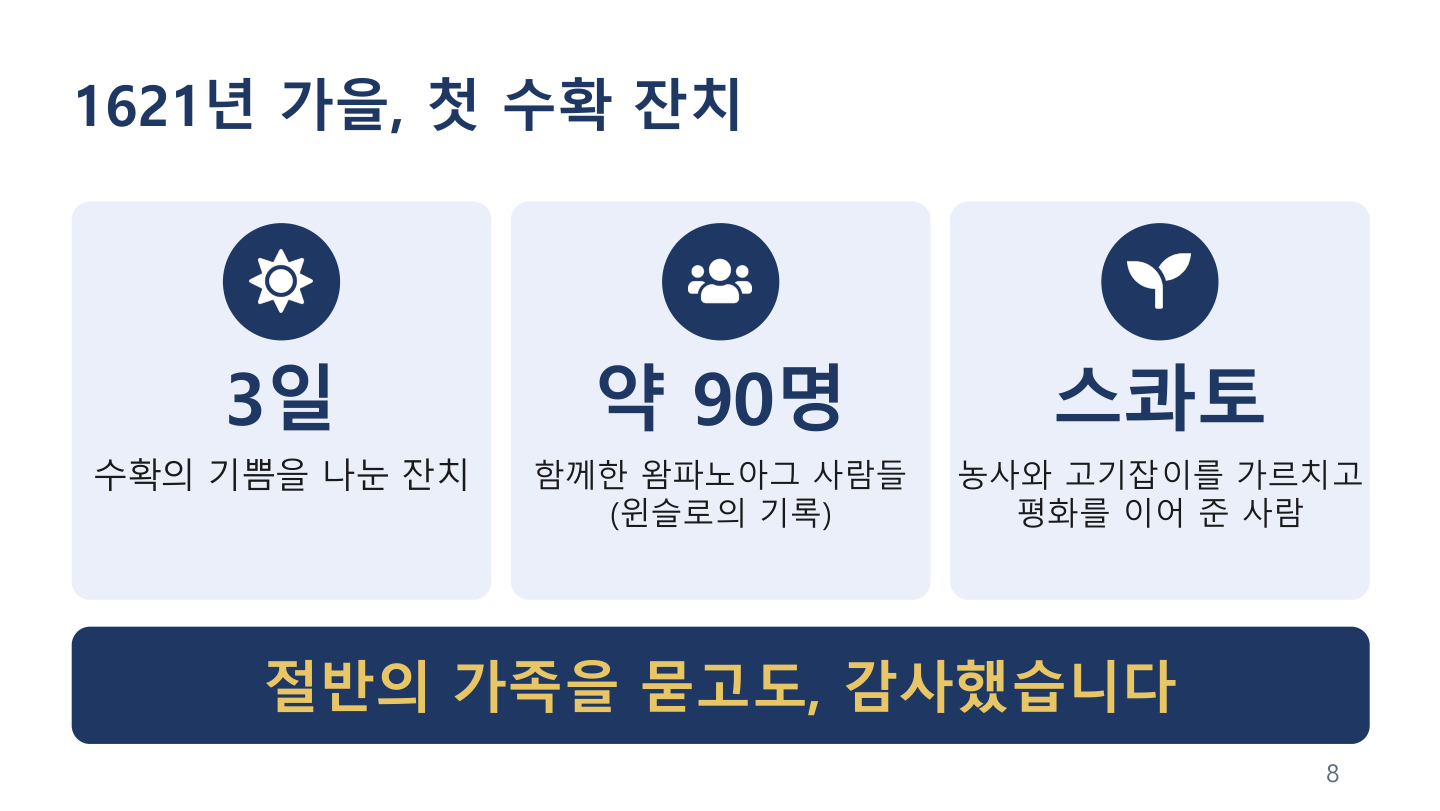 1621년 가을, 첫 수확 잔치
3일
수확의 기쁨을 나눈 잔치
약 90명
함께한 왐파노아그 사람들
(윈슬로의 기록)
스콰토
농사와 고기잡이를 가르치고
평화를 이어 준 사람
절반의 가족을 묻고도, 감사했습니다
8